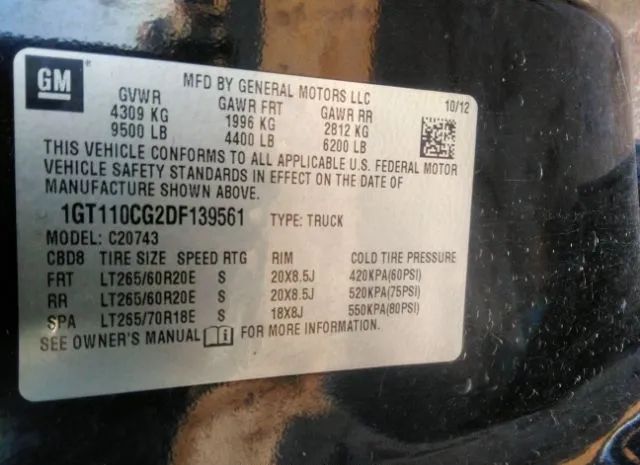 GM ®
MFD BY GENERAL MOTORS LLC
10/12
GVWR GAWR FRT GAWR RR
4309 KG 1996 KG 2812 KG
9500 LB 4400 LB 6200 LB
THIS VEHICLE CONFORMS TO ALL APPLICABLE U.S. FEDERAL MOTOR
VEHICLE SAFETY STANDARDS IN EFFECT ON THE DATE OF
MANUFACTURE SHOWN ABOVE.
1GT110CG2DF139561 TYPE: TRUCK
MODEL: C20743
CBD8 TIRE SIZE SPEED RTG RIM COLD TIRE PRESSURE
FRT LT265/60R20E S 20X8.5J 420KPA(60PSI)
RR LT265/60R20E S 20X8.5J 520KPA(75PSI)
SPA LT265/70R18E S 18X8J 550KPA(80PSI)
SEE OWNER'S MANUAL i FOR MORE INFORMATION.